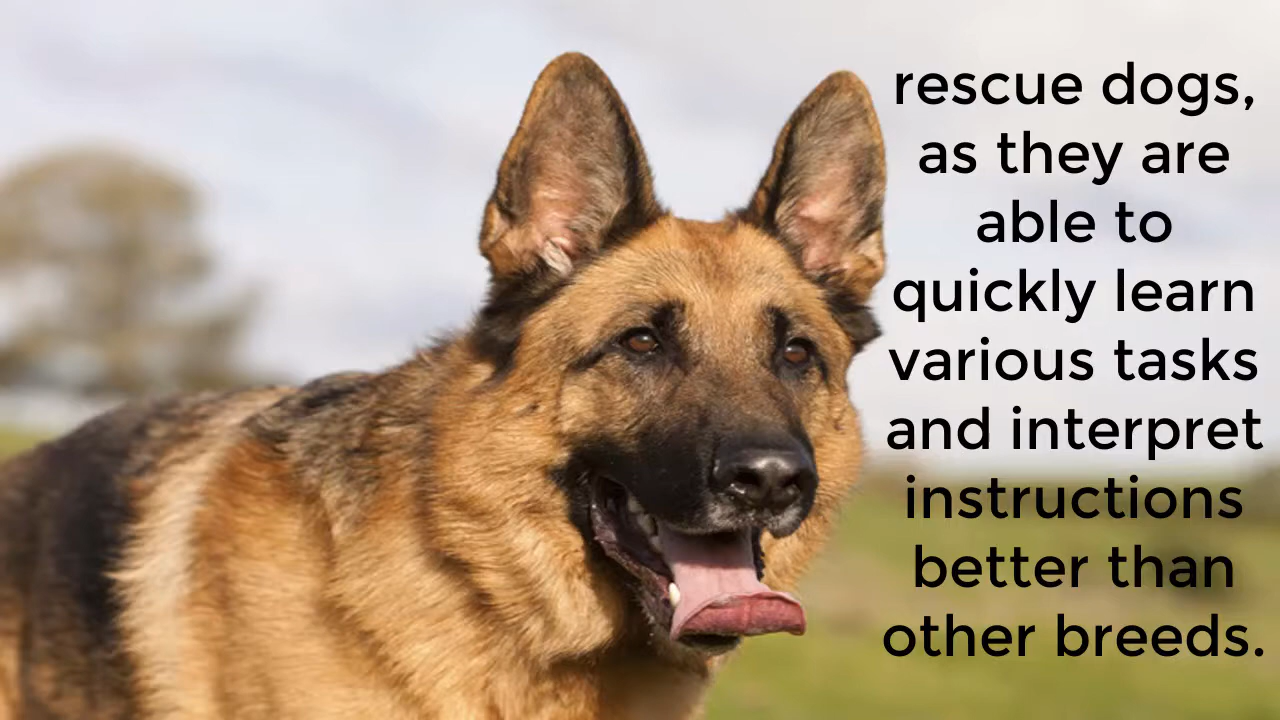 rescue dogs,
as they are
able to
quickly learn
various tasks
and interpret
instructions
better than
other breeds.